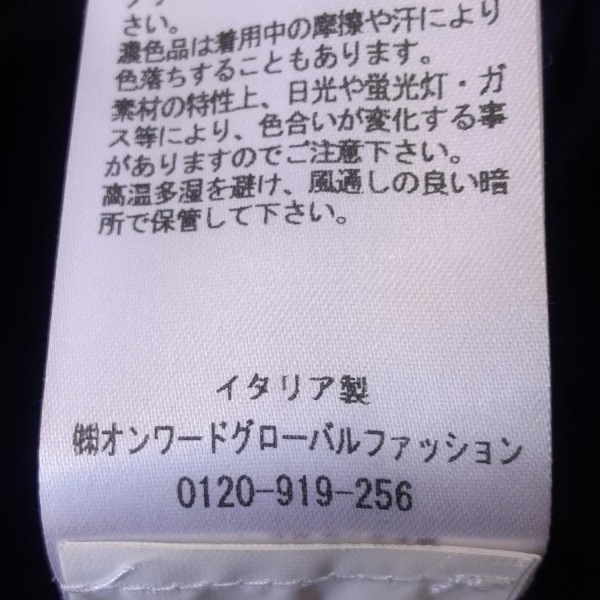 さい。
濃色品は着用中の摩擦や汗により
色落ちすることもあります。
素材の特性上、日光や蛍光灯・ガ
ス等により、色合いが変化する事
がありますのでご注意下さい。
高温多湿を避け、風通しの良い暗
所で保管して下さい。
イタリア製
㈱オンワードグローバルファッション
0120-919-256